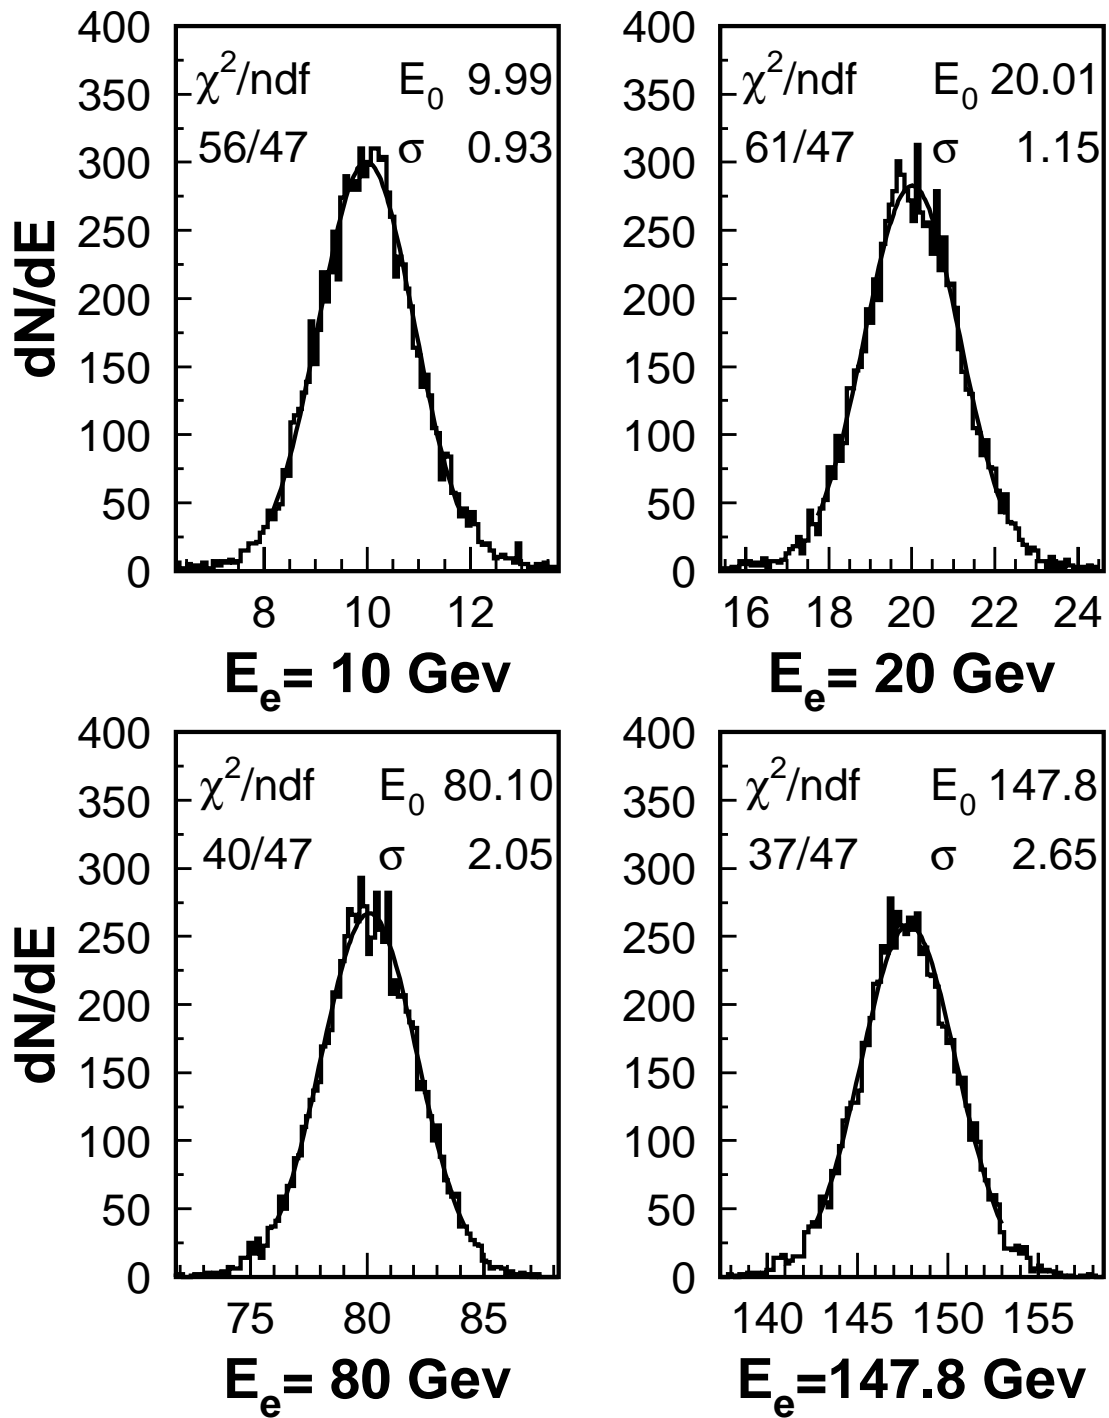 400
350
300
250
200
150
100
50
0
dN/dE
χ²/ndf E₀ 9.99
56/47 σ 0.93
8 10 12
Eₑ= 10 Gev
400
350
300
250
200
150
100
50
0
χ²/ndf E₀ 20.01
61/47 σ 1.15
16 18 20 22 24
Eₑ= 20 Gev
400
350
300
250
200
150
100
50
0
dN/dE
χ²/ndf E₀ 80.10
40/47 σ 2.05
75 80 85
Eₑ= 80 Gev
400
350
300
250
200
150
100
50
0
χ²/ndf E₀ 147.8
37/47 σ 2.65
140 145 150 155
Eₑ=147.8 Gev